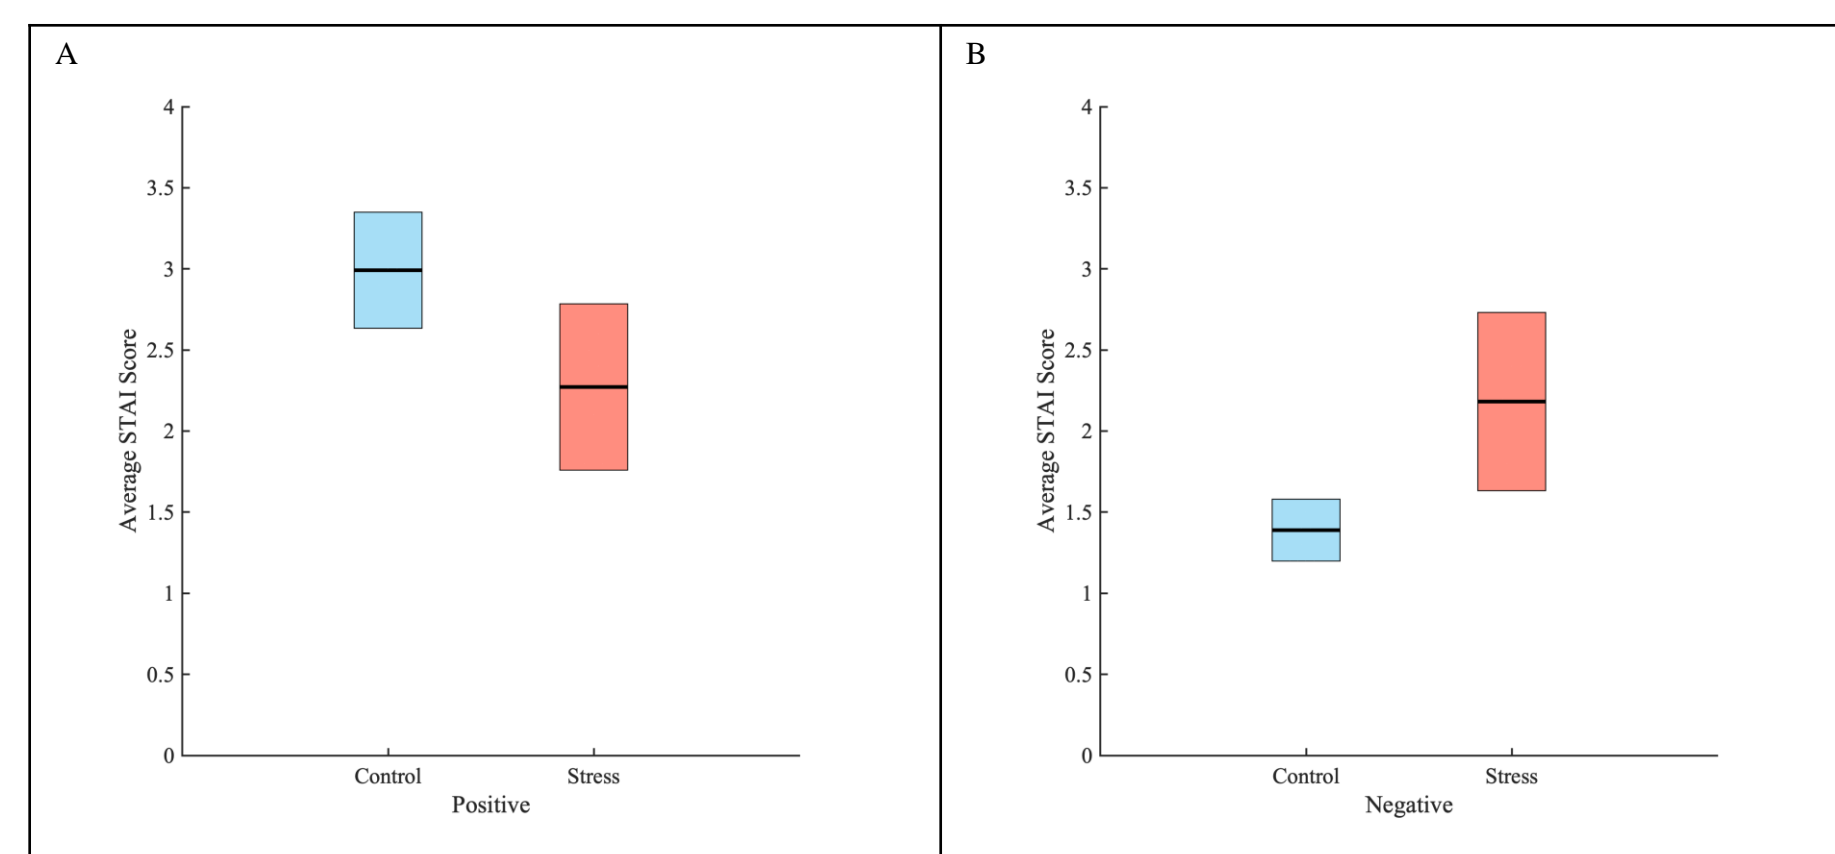 A
4
3.5
3
2.5
2
1.5
1
0.5
0
Average STAI Score
Control Stress
Positive
B
4
3.5
3
2.5
2
1.5
1
0.5
0
Average STAI Score
Control Stress
Negative